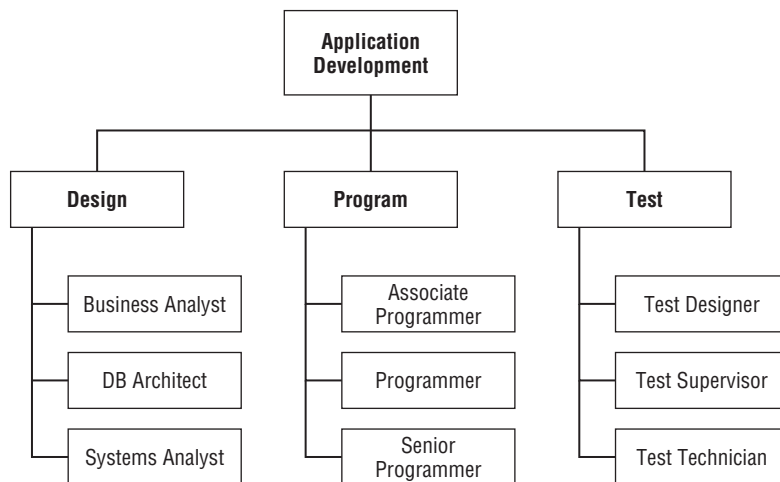 Application
Development
Design
Program
Test
Business Analyst
DB Architect
Systems Analyst
Associate
Programmer
Programmer
Senior
Programmer
Test Designer
Test Supervisor
Test Technician